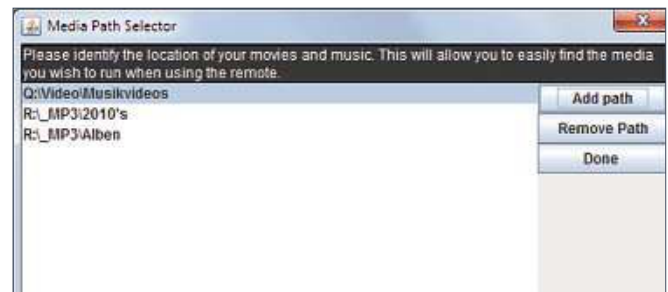 Media Path Selector
Please identify the location of your movies and music. This will allow you to easily find the media
you wish to run when using the remote.
Q:\Video\Musikvideos
R:\_MP3\2010's
R:\_MP3\Alben
Add path
Remove Path
Done